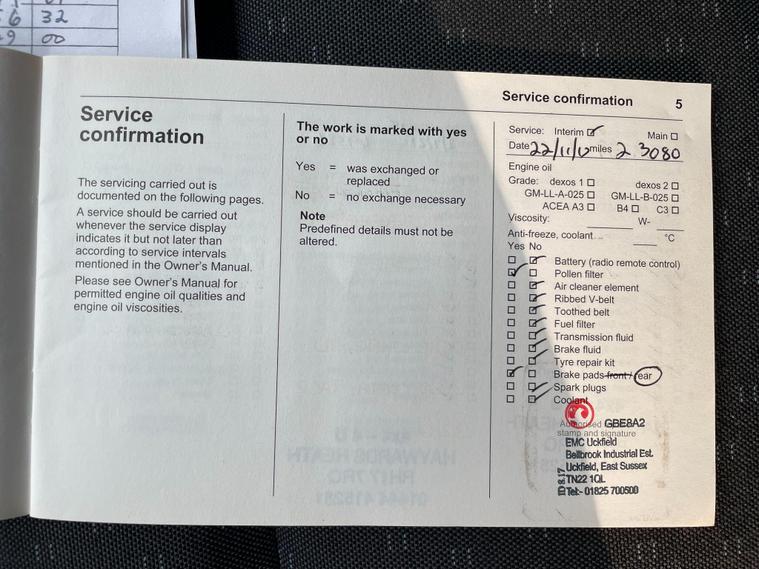 6 32
9 00
Service confirmation 5
Service
confirmation
The servicing carried out is
documented on the following pages.
A service should be carried out
whenever the service display
indicates it but not later than
according to service intervals
mentioned in the Owner's Manual.
Please see Owner's Manual for
permitted engine oil qualities and
engine oil viscosities.
The work is marked with yes
or no
Yes = was exchanged or
replaced
No = no exchange necessary
Note
Predefined details must not be
altered.
Service: Interim ☑ Main ☐
Date 22/11/12 miles 23080
Engine oil
Grade: dexos 1 ☐ dexos 2 ☐
GM-LL-A-025 ☐ GM-LL-B-025 ☐
ACEA A3 ☐ B4 ☐ C3 ☐
Viscosity: W-
Anti-freeze, coolant °C
Yes No
☐ ☑ Battery (radio remote control)
☑ ☐ Pollen filter
☐ ☑ Air cleaner element
☐ ☑ Ribbed V-belt
☐ ☑ Toothed belt
☐ ☑ Fuel filter
☐ ☑ Transmission fluid
☐ ☑ Brake fluid
☐ ☑ Tyre repair kit
☑ ☐ Brake pads front / rear
☐ ☑ Spark plugs
☐ ☑ Coolant
Authorised GBE8A2
stamp and signature
EMC Uckfield
Bellbrook Industrial Est.
Uckfield, East Sussex
TN22 1QL
Tel:- 01825 700500